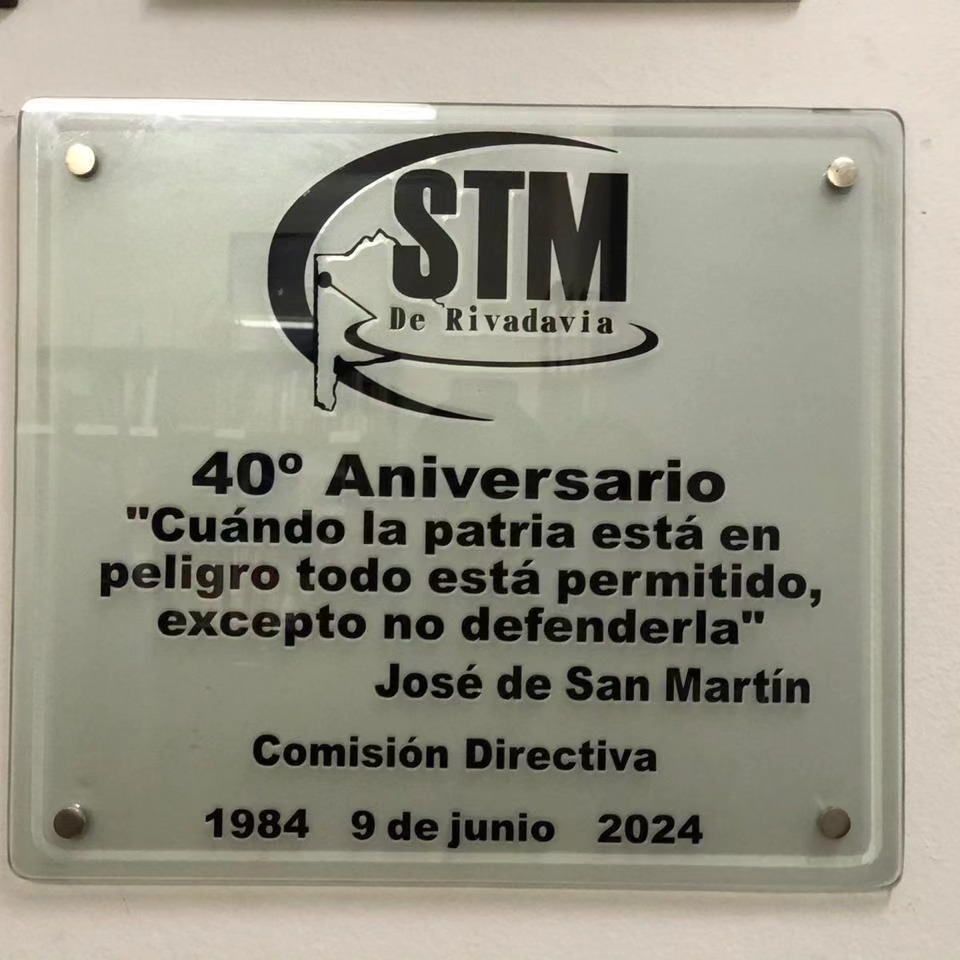 STM
De Rivadavia
40º Aniversario
"Cuándo la patria está en
peligro todo está permitido,
excepto no defenderla"
José de San Martín
Comisión Directiva
1984 9 de junio 2024